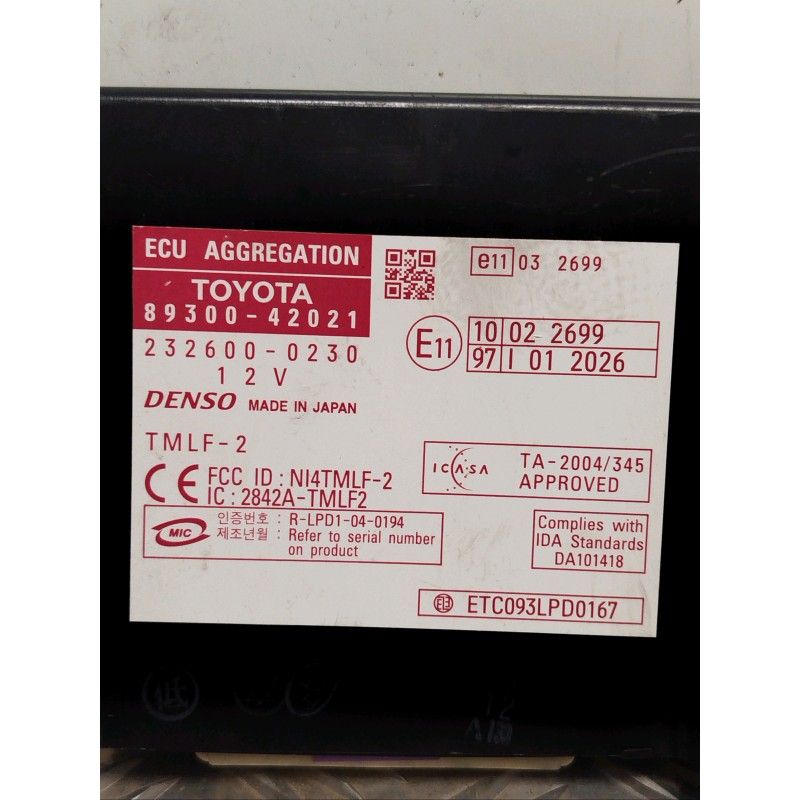 ECU AGGREGATION
TOYOTA
89300-42021
232600-0230
12V
DENSO MADE IN JAPAN
TMLF-2
CE FCC ID : NI4TMLF-2
IC : 2842A-TMLF2
MIC
인증번호 : R-LPD1-04-0194
제조년월 : Refer to serial number
on product
e11 03 2699
E11
10 02 2699
97 I 01 2026
ICASA
TA-2004/345
APPROVED
Complies with
IDA Standards
DA101418
ETC093LPD0167